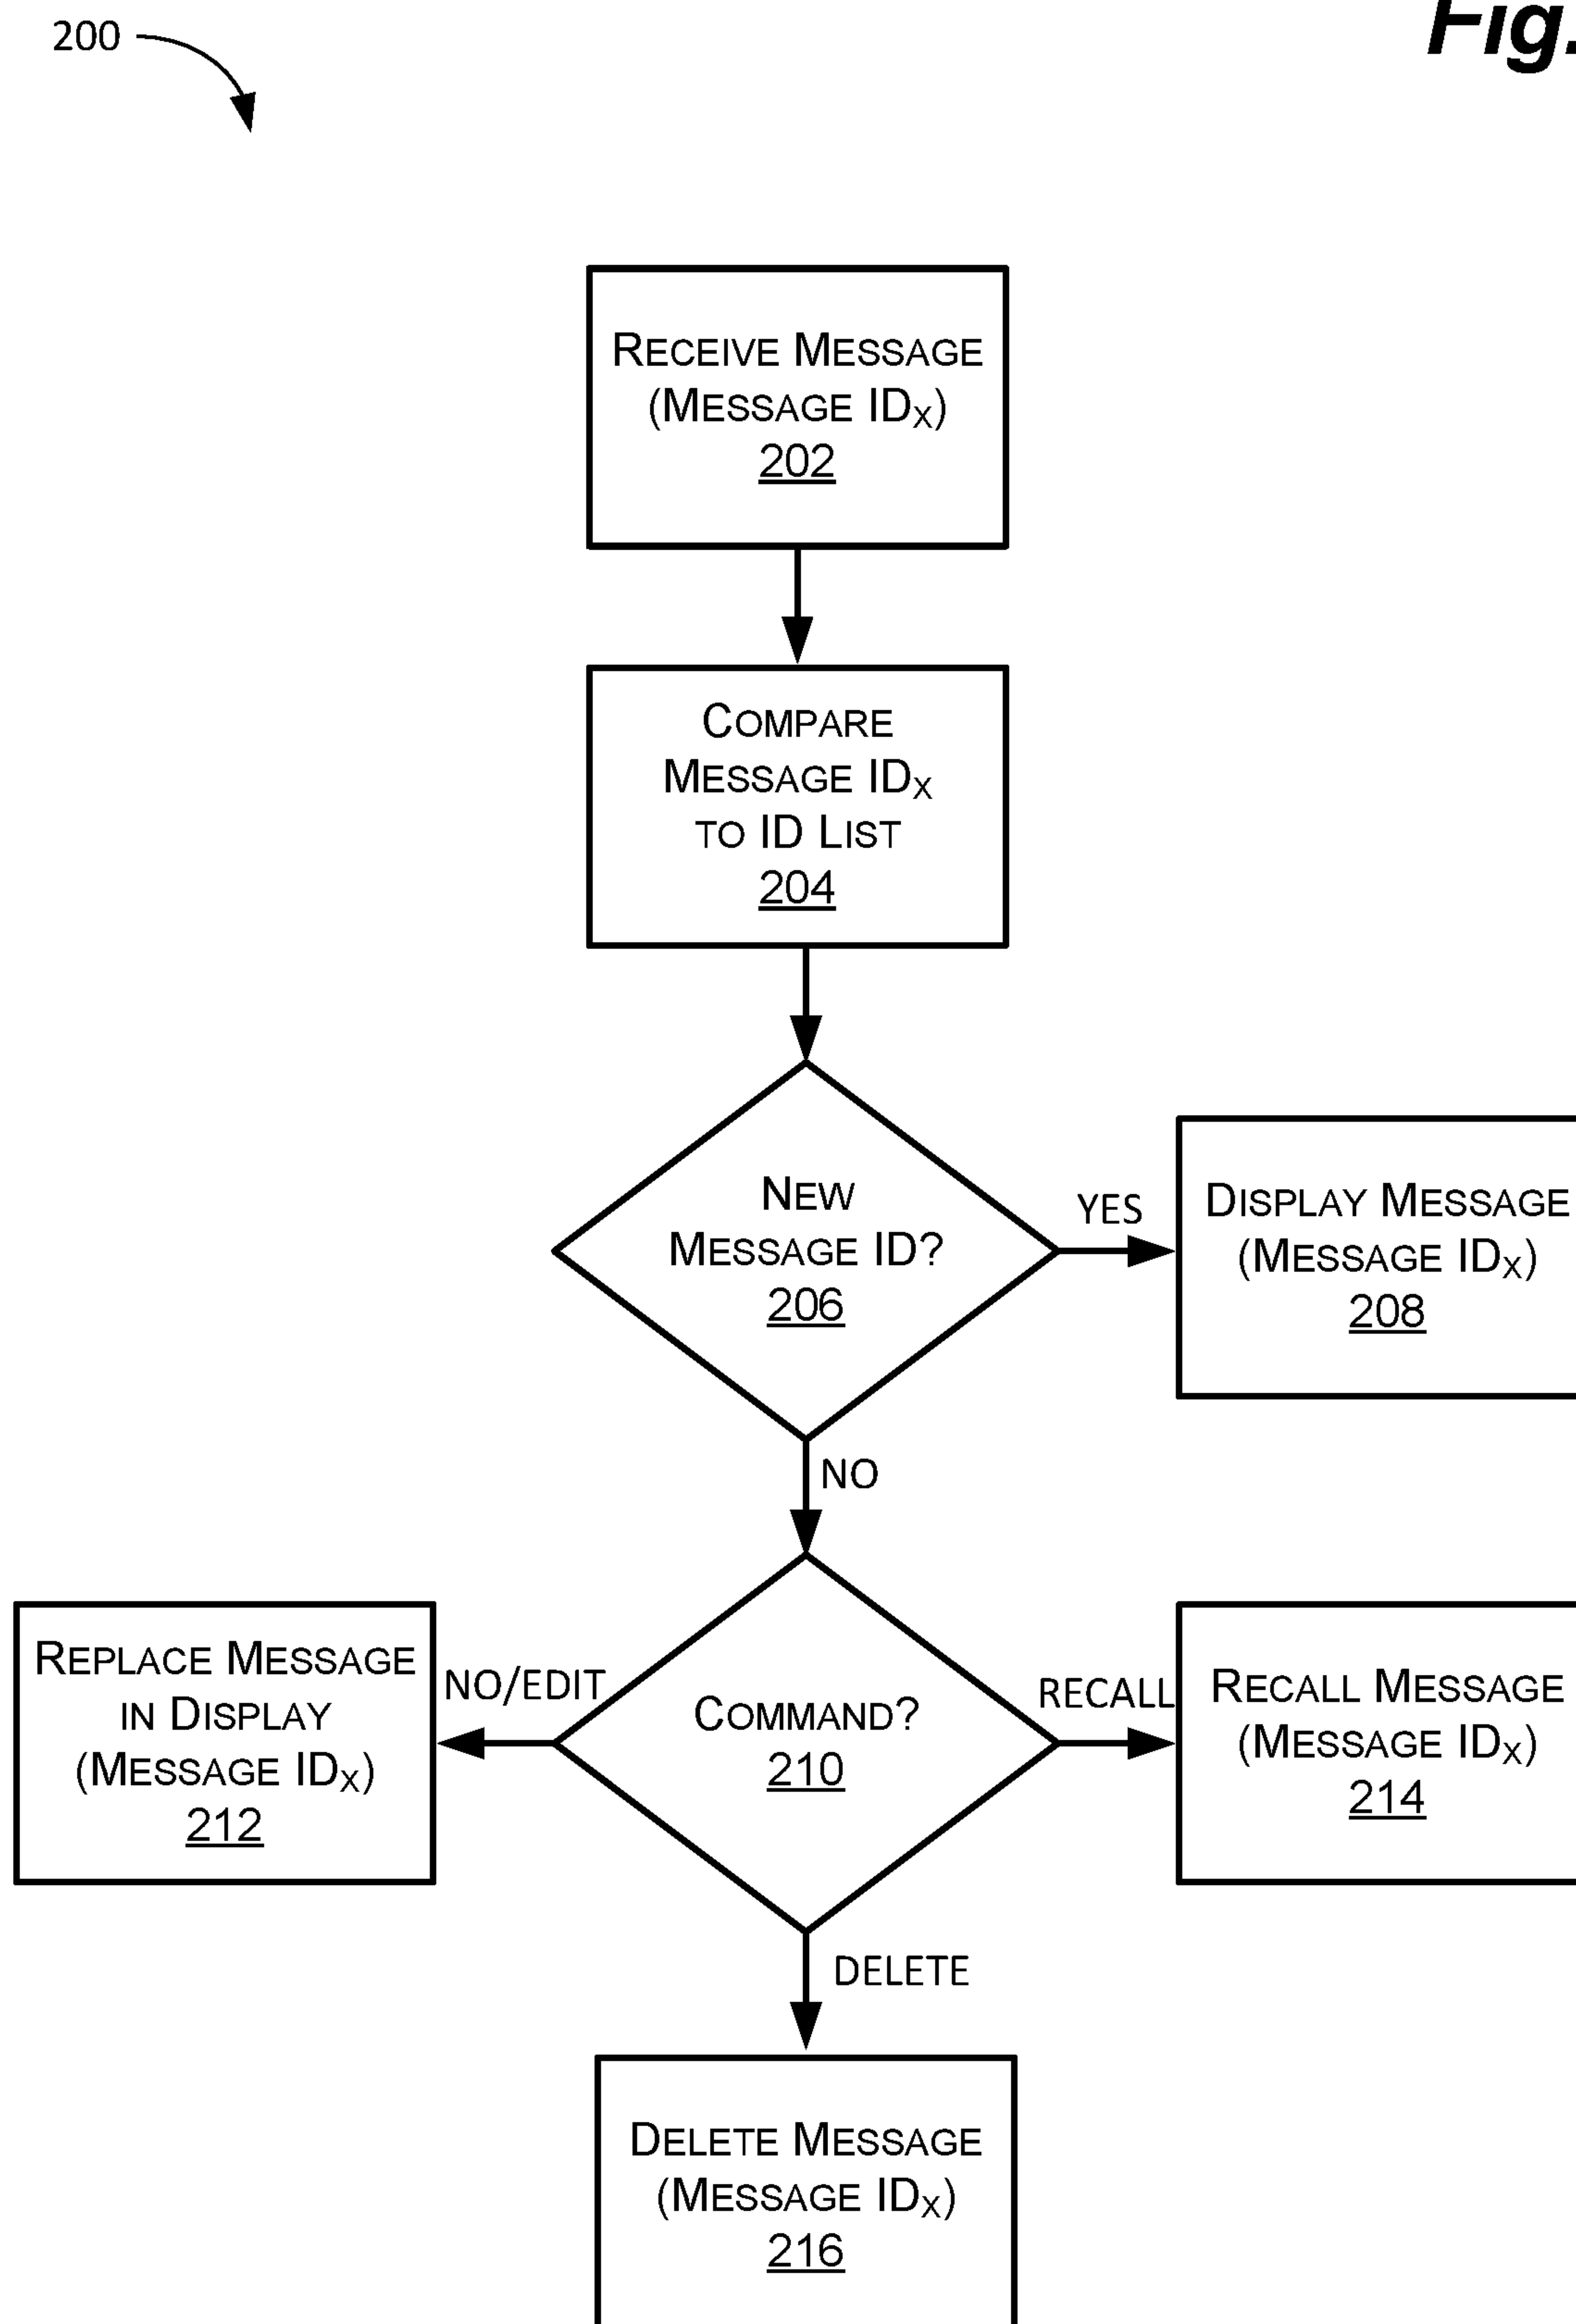 200
Fig.
RECEIVE MESSAGE
(MESSAGE IDX)
202
COMPARE
MESSAGE IDX
TO ID LIST
204
NEW
MESSAGE ID?
206
YES
DISPLAY MESSAGE
(MESSAGE IDX)
208
NO
REPLACE MESSAGE
IN DISPLAY
(MESSAGE IDX)
212
NO/EDIT
COMMAND?
210
RECALL
RECALL MESSAGE
(MESSAGE IDX)
214
DELETE
DELETE MESSAGE
(MESSAGE IDX)
216